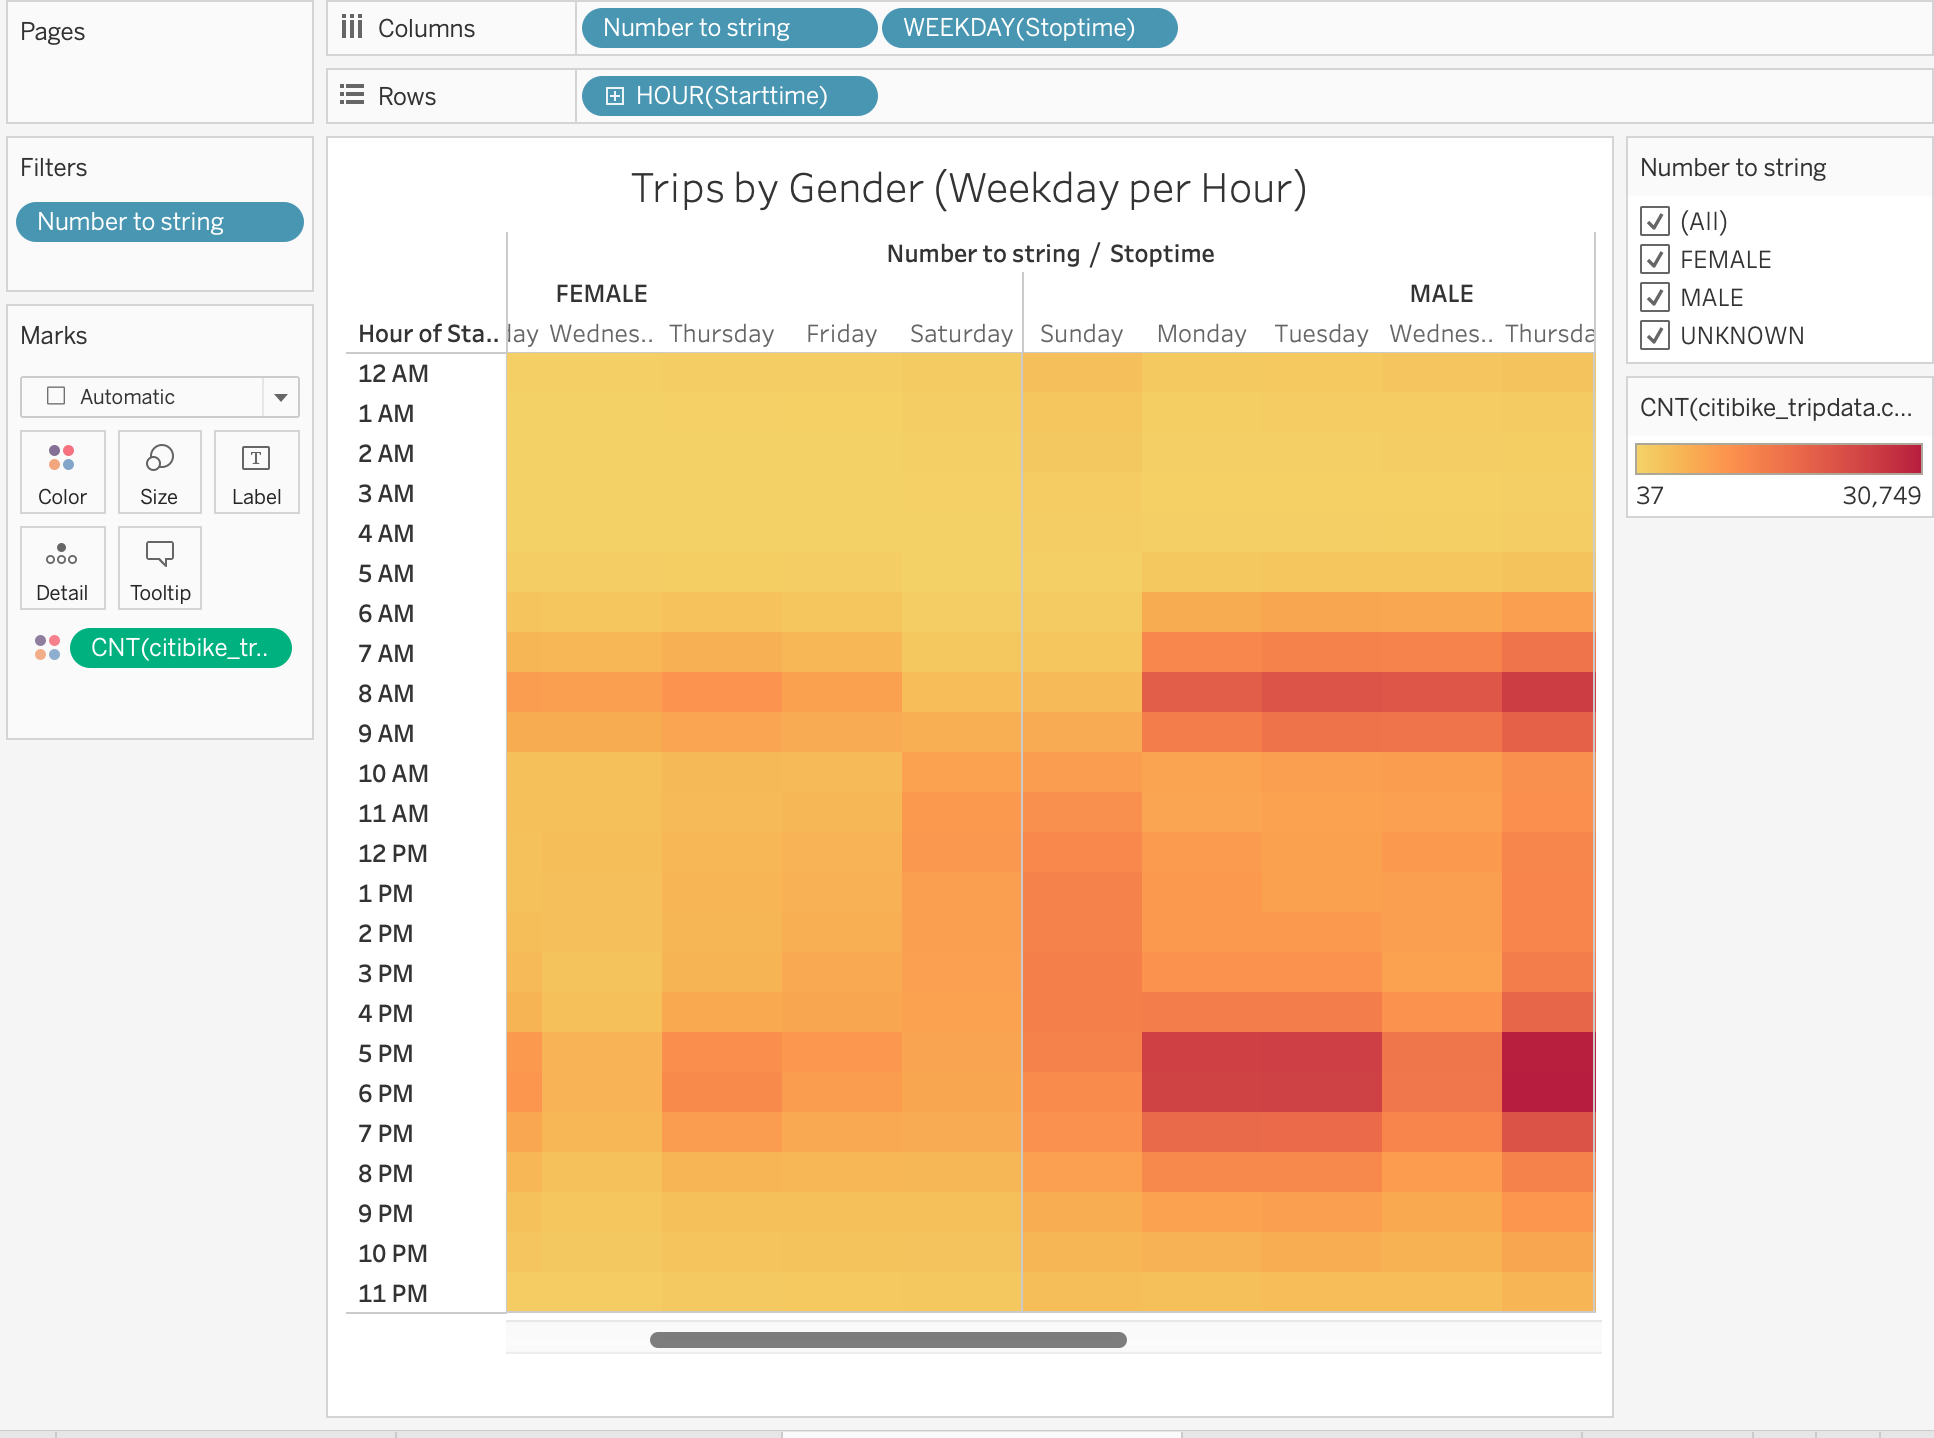 Pages
Columns
Number to string
WEEKDAY(Stoptime)
Rows
HOUR(Starttime)
Filters
Number to string
Marks
Automatic
Color
Size
T
Label
Detail
Tooltip
CNT(citibike_tr..
Trips by Gender (Weekday per Hour)
Number to string / Stoptime
FEMALE
MALE
Hour of Sta.. day Wednes.. Thursday Friday Saturday Sunday Monday Tuesday Wednes.. Thursda
12 AM
1 AM
2 AM
3 AM
4 AM
5 AM
6 AM
7 AM
8 AM
9 AM
10 AM
11 AM
12 PM
1 PM
2 PM
3 PM
4 PM
5 PM
6 PM
7 PM
8 PM
9 PM
10 PM
11 PM
Number to string
(All)
FEMALE
MALE
UNKNOWN
CNT(citibike_tripdata.c...
37 30,749